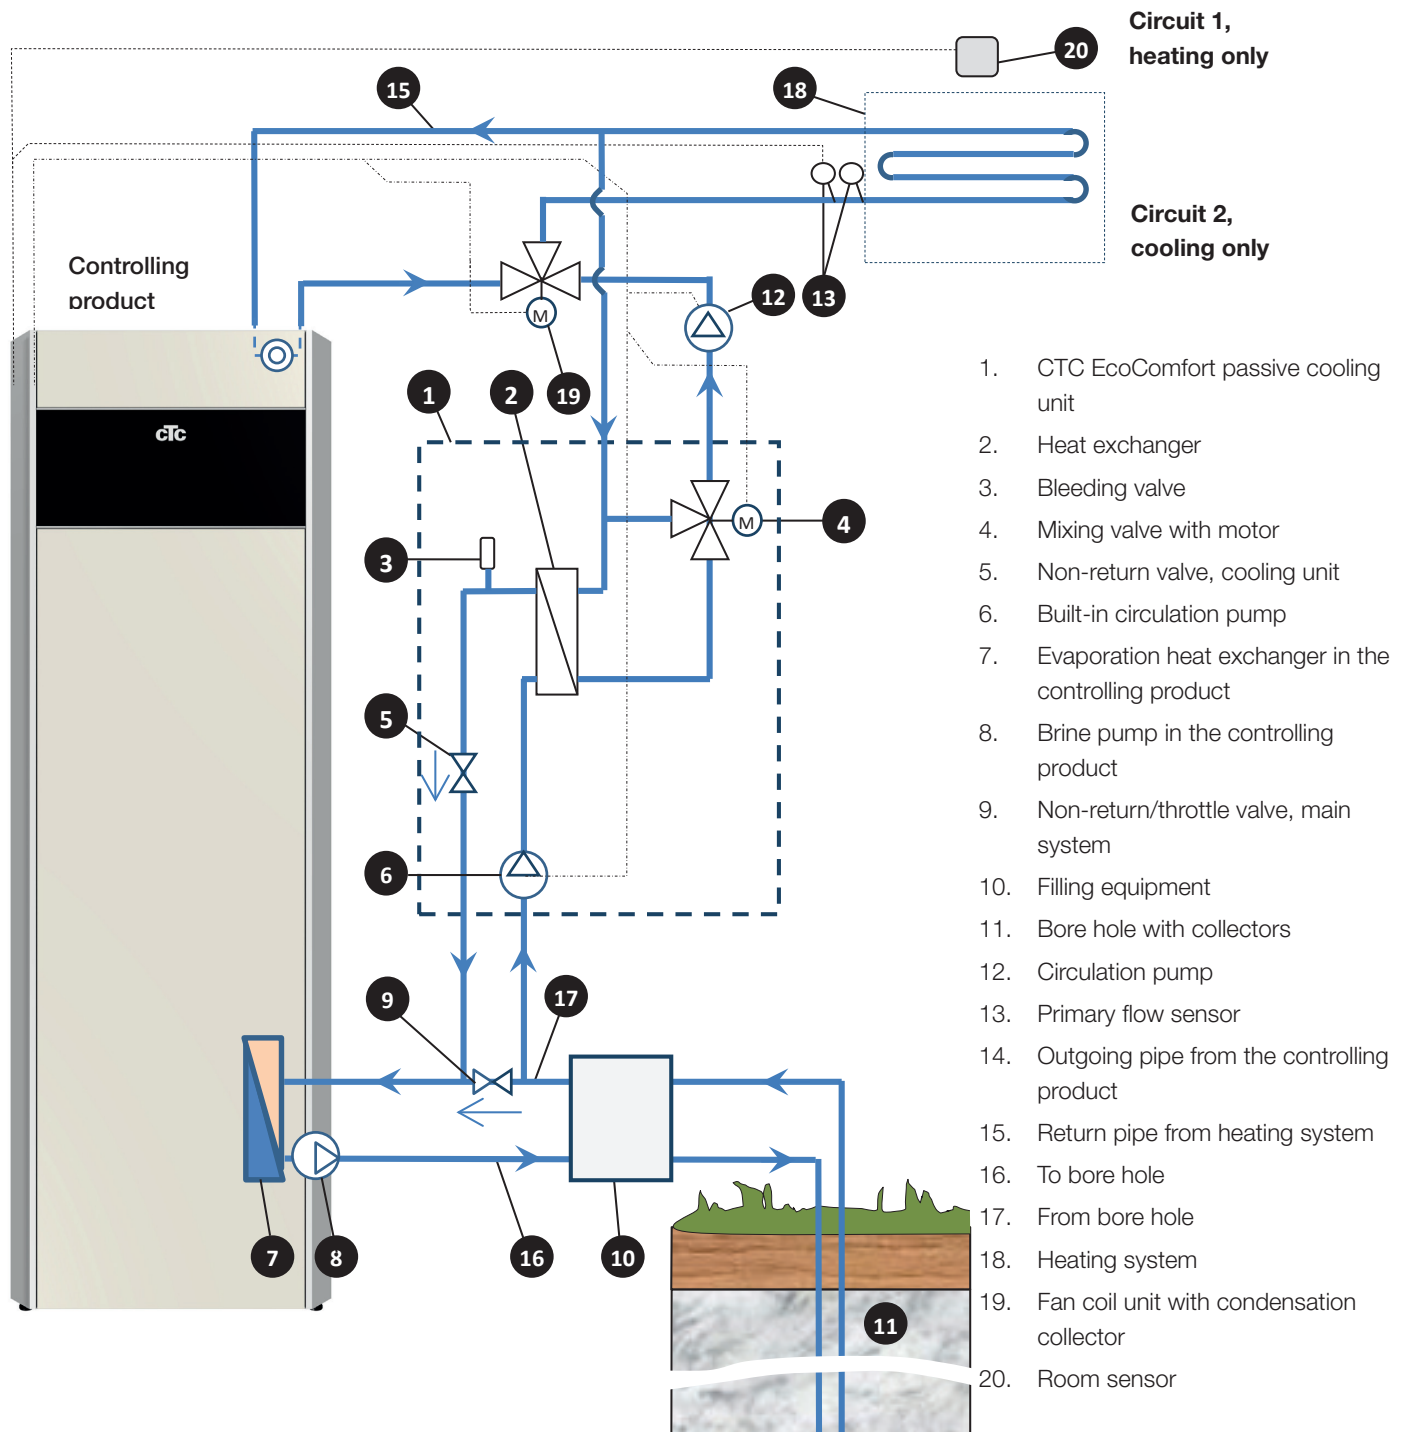 Circuit 1,
heating only
20
15
18
Circuit 2,
cooling only
Controlling
product
12
13
M
19
1
2
cTc
M
4
3
5
6
9
17
7
8
16
10
11
1. CTC EcoComfort passive cooling
unit
2. Heat exchanger
3. Bleeding valve
4. Mixing valve with motor
5. Non-return valve, cooling unit
6. Built-in circulation pump
7. Evaporation heat exchanger in the
controlling product
8. Brine pump in the controlling
product
9. Non-return/throttle valve, main
system
10. Filling equipment
11. Bore hole with collectors
12. Circulation pump
13. Primary flow sensor
14. Outgoing pipe from the controlling
product
15. Return pipe from heating system
16. To bore hole
17. From bore hole
18. Heating system
19. Fan coil unit with condensation
collector
20. Room sensor